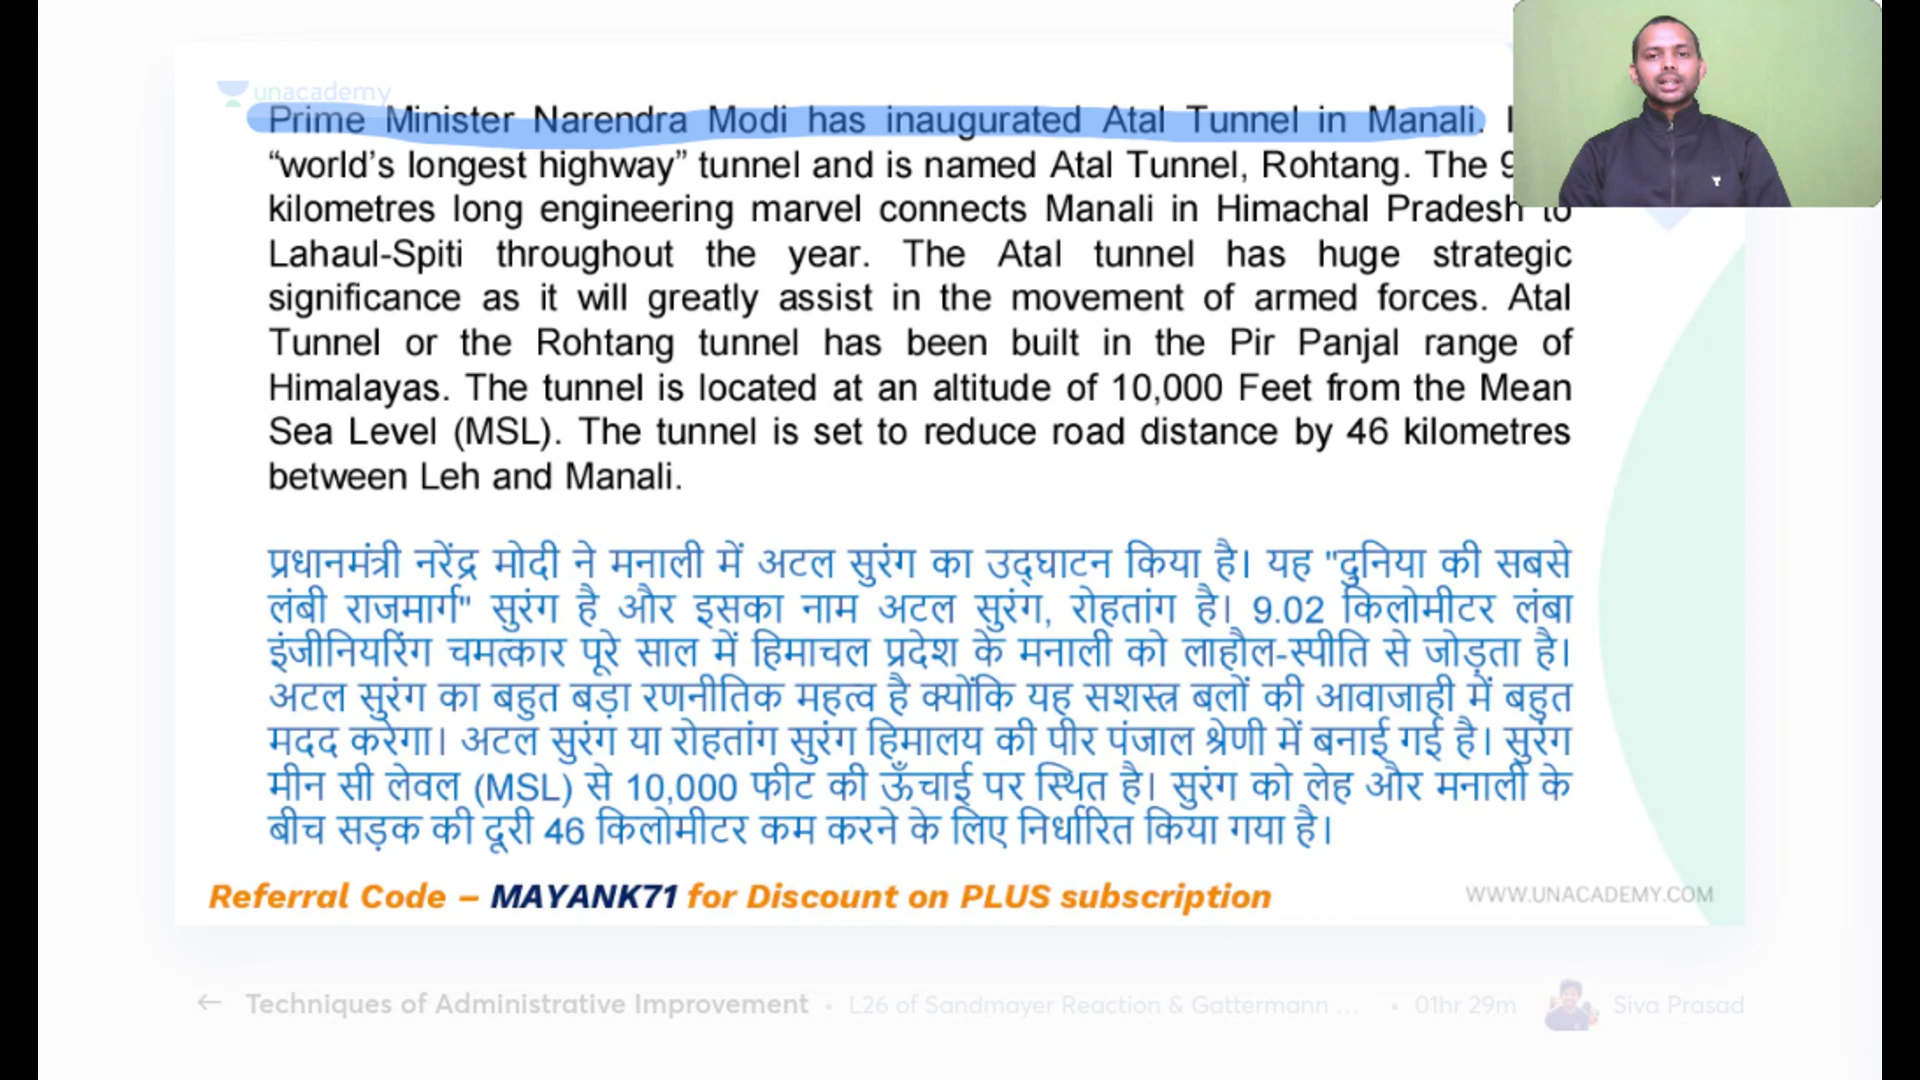 unacademy
Prime Minister Narendra Modi has inaugurated Atal Tunnel in Manali.
“world’s longest highway” tunnel and is named Atal Tunnel, Rohtang. The
kilometres long engineering marvel connects Manali in Himachal Pradesh to
Lahaul-Spiti throughout the year. The Atal tunnel has huge strategic
significance as it will greatly assist in the movement of armed forces. Atal
Tunnel or the Rohtang tunnel has been built in the Pir Panjal range of
Himalayas. The tunnel is located at an altitude of 10,000 Feet from the Mean
Sea Level (MSL). The tunnel is set to reduce road distance by 46 kilometres
between Leh and Manali.
प्रधानमंत्री नरेंद्र मोदी ने मनाली में अटल सुरंग का उद्घाटन किया है। यह "दुनिया की सबसे
लंबी राजमार्ग" सुरंग है और इसका नाम अटल सुरंग, रोहतांग है। 9.02 किलोमीटर लंबा
इंजीनियरिंग चमत्कार पूरे साल में हिमाचल प्रदेश के मनाली को लाहौल-स्पीति से जोड़ता है।
अटल सुरंग का बहुत बड़ा रणनीतिक महत्व है क्योंकि यह सशस्त्र बलों की आवाजाही में बहुत
मदद करेगा। अटल सुरंग या रोहतांग सुरंग हिमालय की पीर पंजाल श्रेणी में बनाई गई है। सुरंग
मीन सी लेवल (MSL) से 10,000 फीट की ऊँचाई पर स्थित है। सुरंग को लेह और मनाली के
बीच सड़क की दूरी 46 किलोमीटर कम करने के लिए निर्धारित किया गया है।
Referral Code – MAYANK71 for Discount on PLUS subscription
WWW.UNACADEMY.COM
← Techniques of Administrative Improvement • L26 of Sandmayer Reaction & Gattermann ... • 01hr 29m Siva Prasad